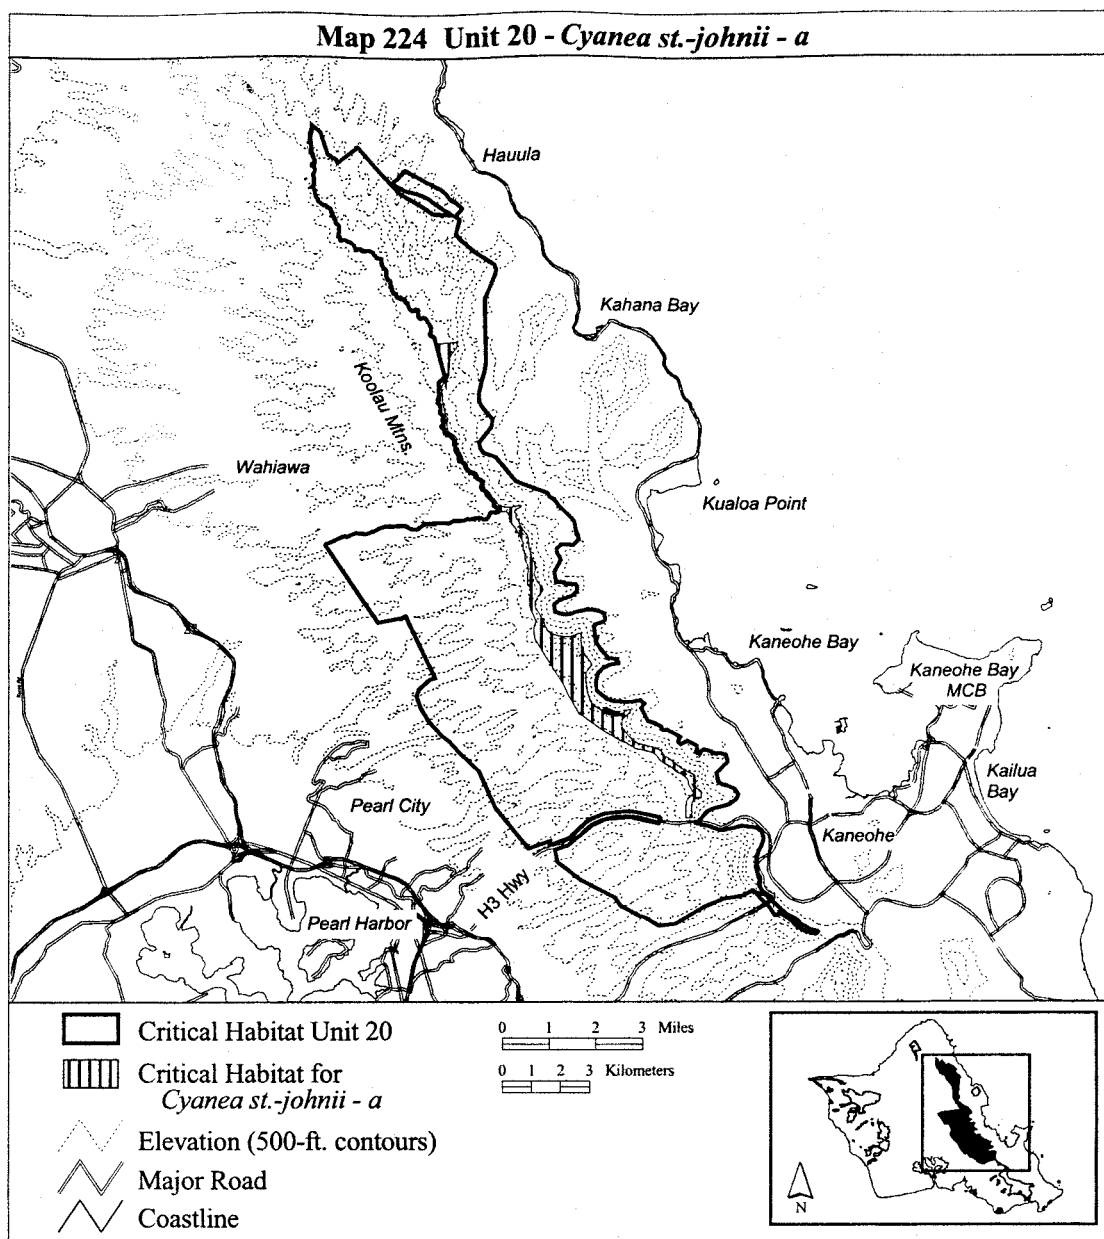 Map 224 Unit 20 - Cyanea st.-johnii - a
Hauula
Kahana Bay
Koolau Mtns.
Wahiawa
Kualoa Point
Kaneohe Bay
Kaneohe Bay
MCB
Kailua
Bay
Pearl City
Kaneohe
H3 Hwy
Pearl Harbor
Critical Habitat Unit 20
Critical Habitat for
Cyanea st.-johnii - a
Elevation (500-ft. contours)
Major Road
Coastline
0 1 2 3 Miles
0 1 2 3 Kilometers
N